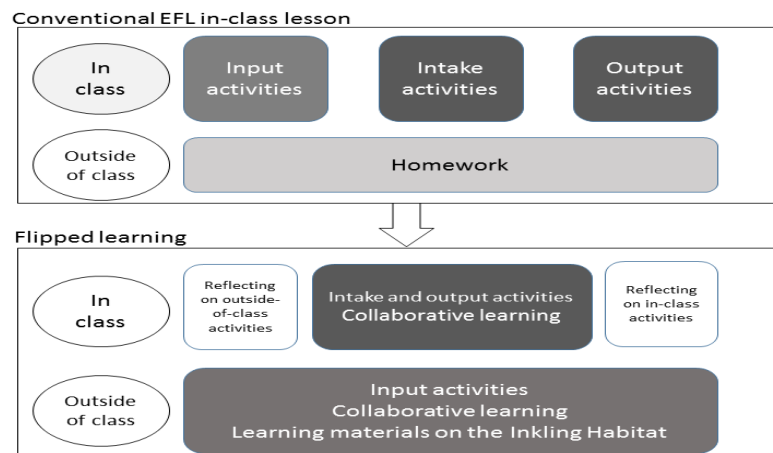 Conventional EFL in-class lesson
In
class
Input
activities
Intake
activities
Output
activities
Outside
of class
Homework
Flipped learning
In
class
Reflecting
on outside-
of-class
activities
Intake and output activities
Collaborative learning
Reflecting
on in-class
activities
Outside
of class
Input activities
Collaborative learning
Learning materials on the Inkling Habitat